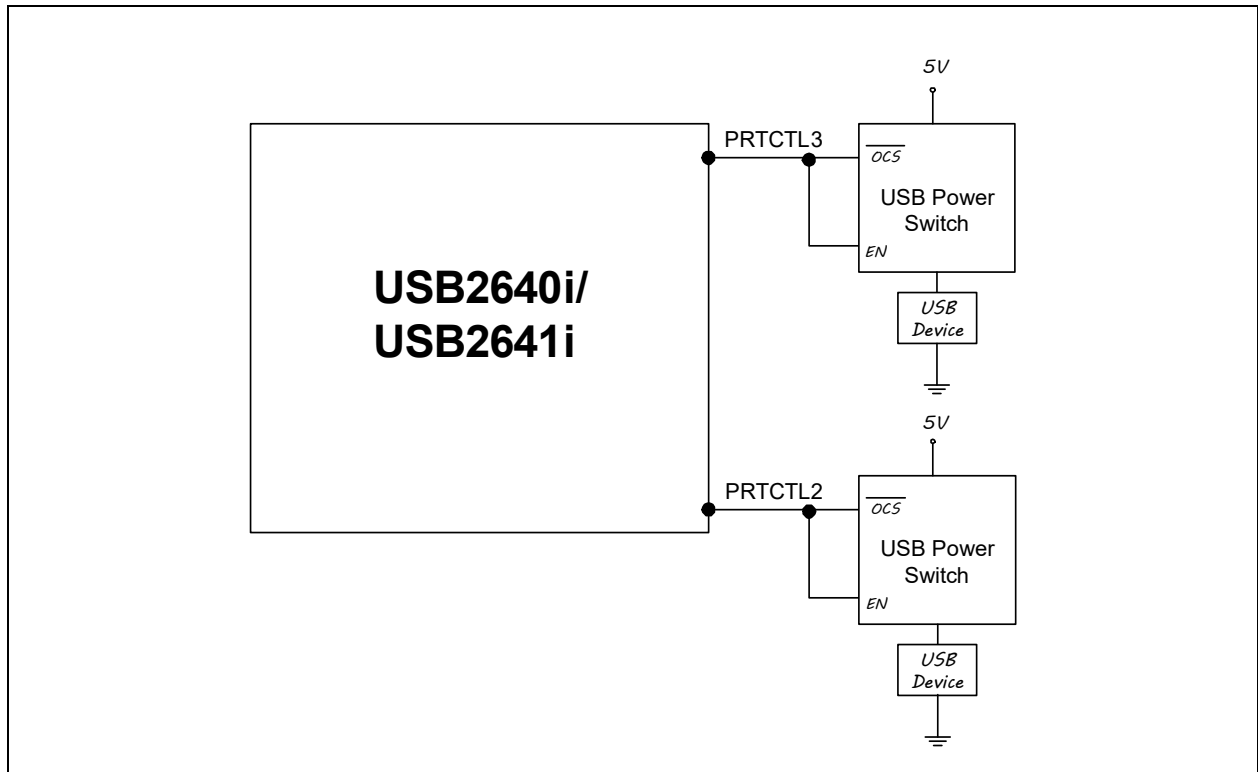 5V
PRTCTL3
OCS
USB Power
Switch
EN
USB
Device
USB2640i/
USB2641i
5V
PRTCTL2
OCS
USB Power
Switch
EN
USB
Device